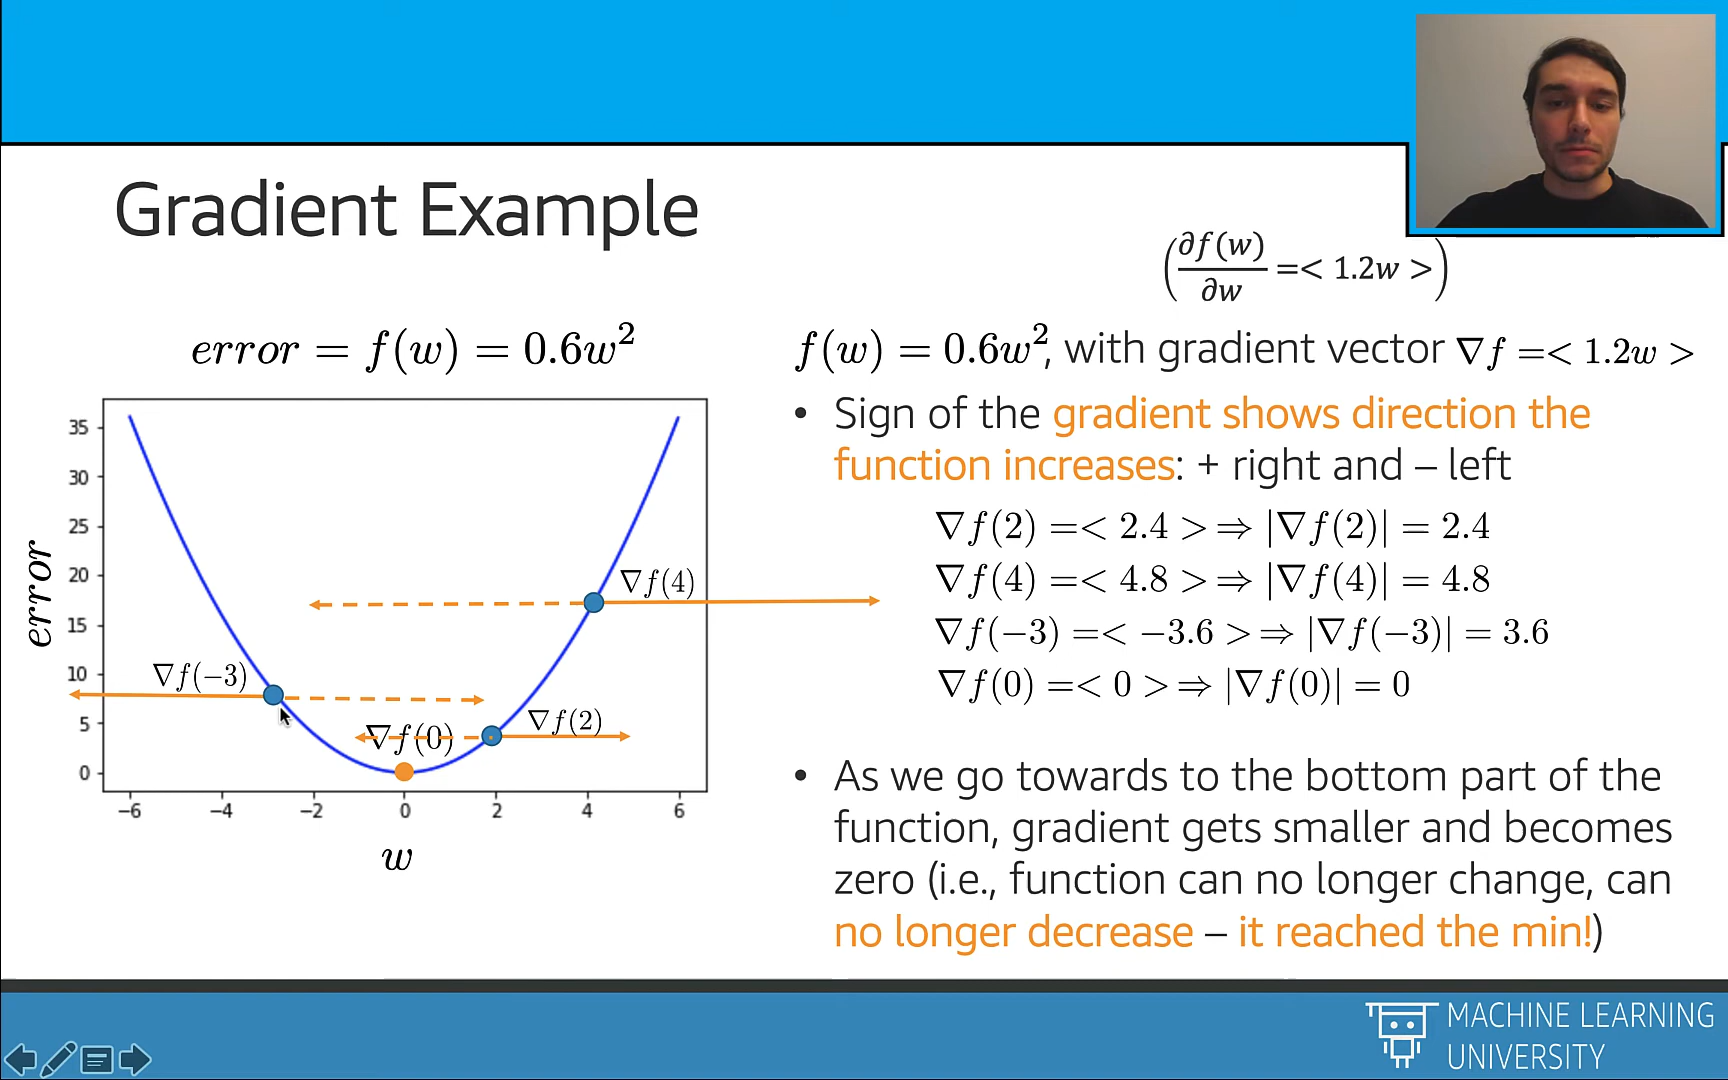 Gradient Example
(∂f(w)/∂w =< 1.2w >)
error = f(w) = 0.6w²
f(w) = 0.6w², with gradient vector ∇f =< 1.2w >
• Sign of the gradient shows direction the
function increases: + right and – left
∇f(2) =< 2.4 >⇒ |∇f(2)| = 2.4
∇f(4) =< 4.8 >⇒ |∇f(4)| = 4.8
∇f(−3) =< −3.6 >⇒ |∇f(−3)| = 3.6
∇f(0) =< 0 >⇒ |∇f(0)| = 0
• As we go towards to the bottom part of the
function, gradient gets smaller and becomes
zero (i.e., function can no longer change, can
no longer decrease – it reached the min!)
error
35
30
25
20
15
10
5
0
∇f(4)
∇f(−3)
∇f(2)
∇f(0)
−6 −4 −2 0 2 4 6
w
MACHINE LEARNING
UNIVERSITY